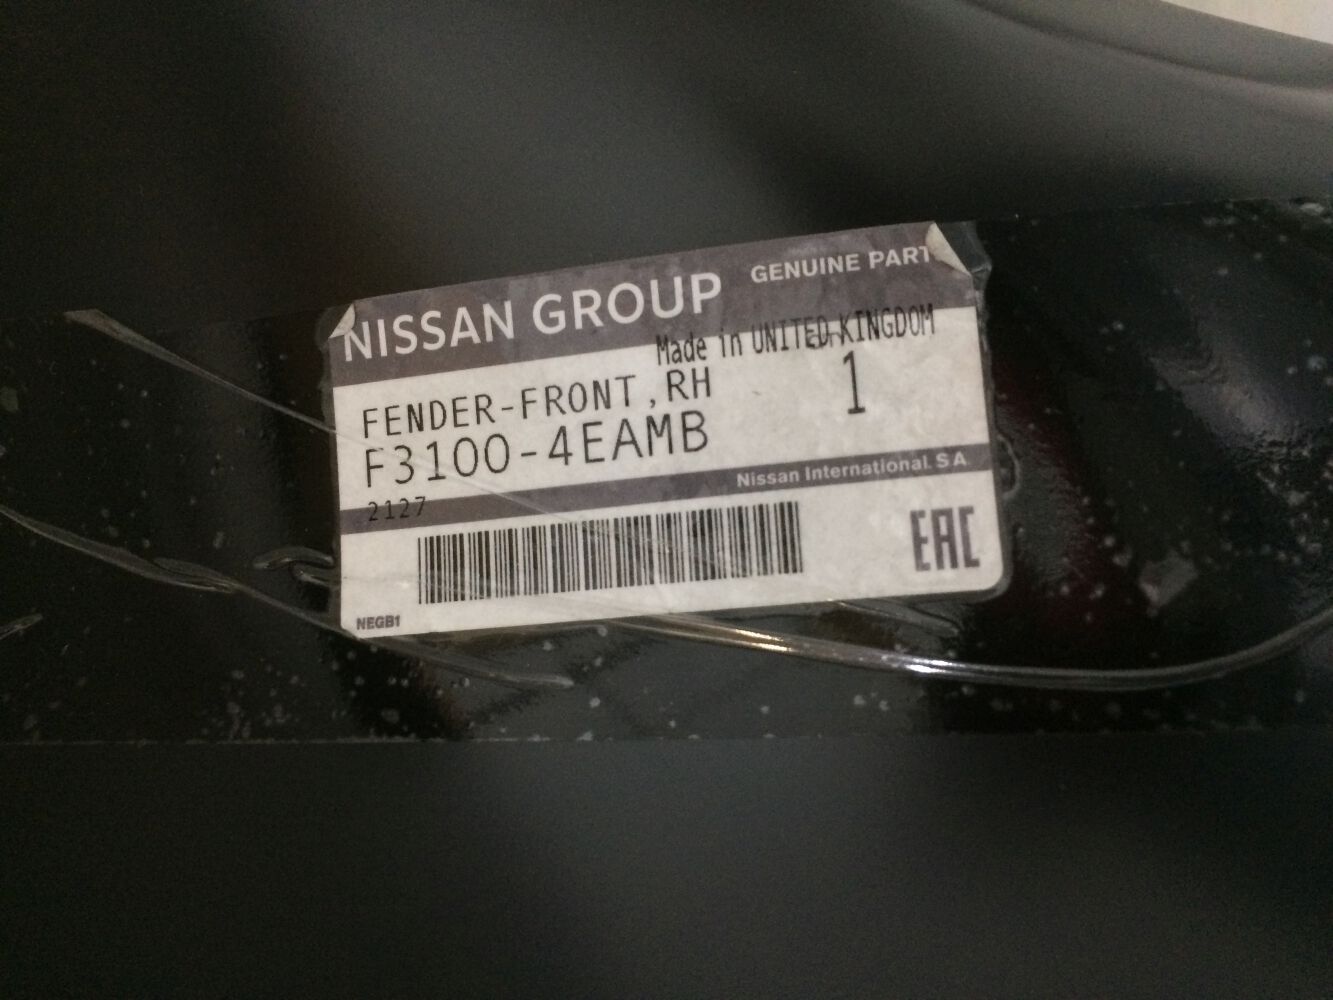 NISSAN GROUP
GENUINE PART
Made in UNITED KINGDOM
FENDER-FRONT,RH
1
F3100-4EAMB
Nissan International. S A
2127
EAC
NEGB1